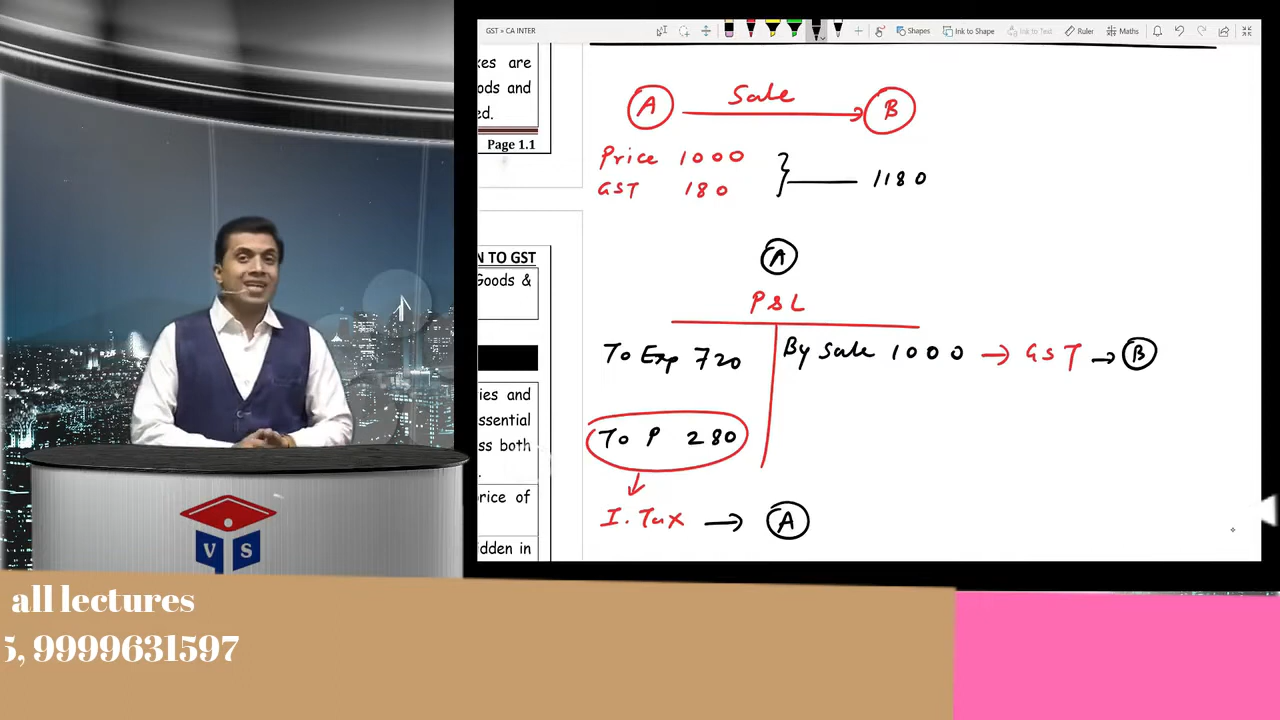 GST » CA INTER
Shapes
Ink to Shape
Ink to Text
Ruler
Maths
xes are
ods and
ed.
Page 1.1
N TO GST
Goods &
ies and
ssential
ss both
.
rice of
dden in
A Sale B
Price 1000
GST 180
1180
A
P&L
To Exp 720
By Sale 1000 → GST → B
To P 280
I. Tax → A
V S
all lectures
5, 9999631597